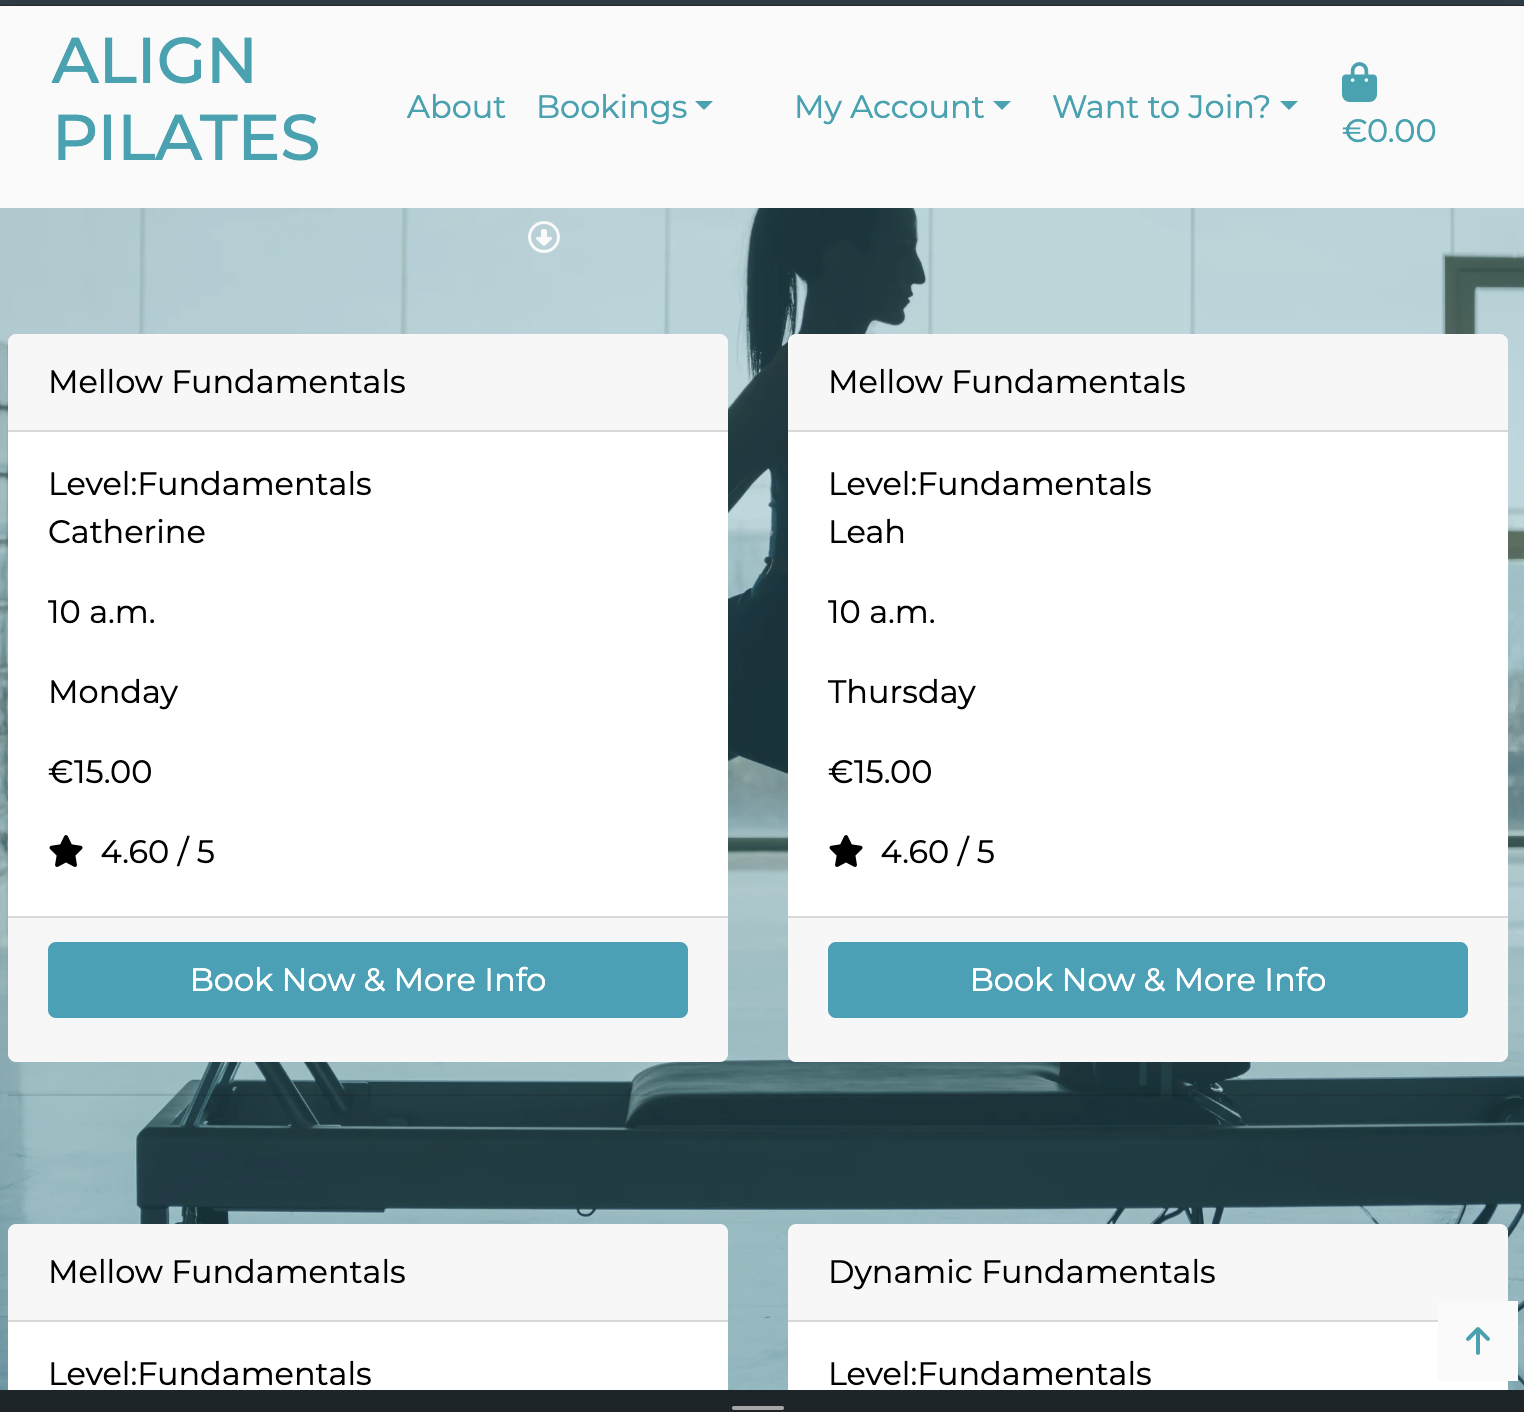 ALIGN
PILATES
About
Bookings
My Account
Want to Join?
€0.00
Mellow Fundamentals
Level:Fundamentals
Catherine
10 a.m.
Monday
€15.00
4.60 / 5
Book Now & More Info
Mellow Fundamentals
Level:Fundamentals
Leah
10 a.m.
Thursday
€15.00
4.60 / 5
Book Now & More Info
Mellow Fundamentals
Level:Fundamentals
Dynamic Fundamentals
Level:Fundamentals